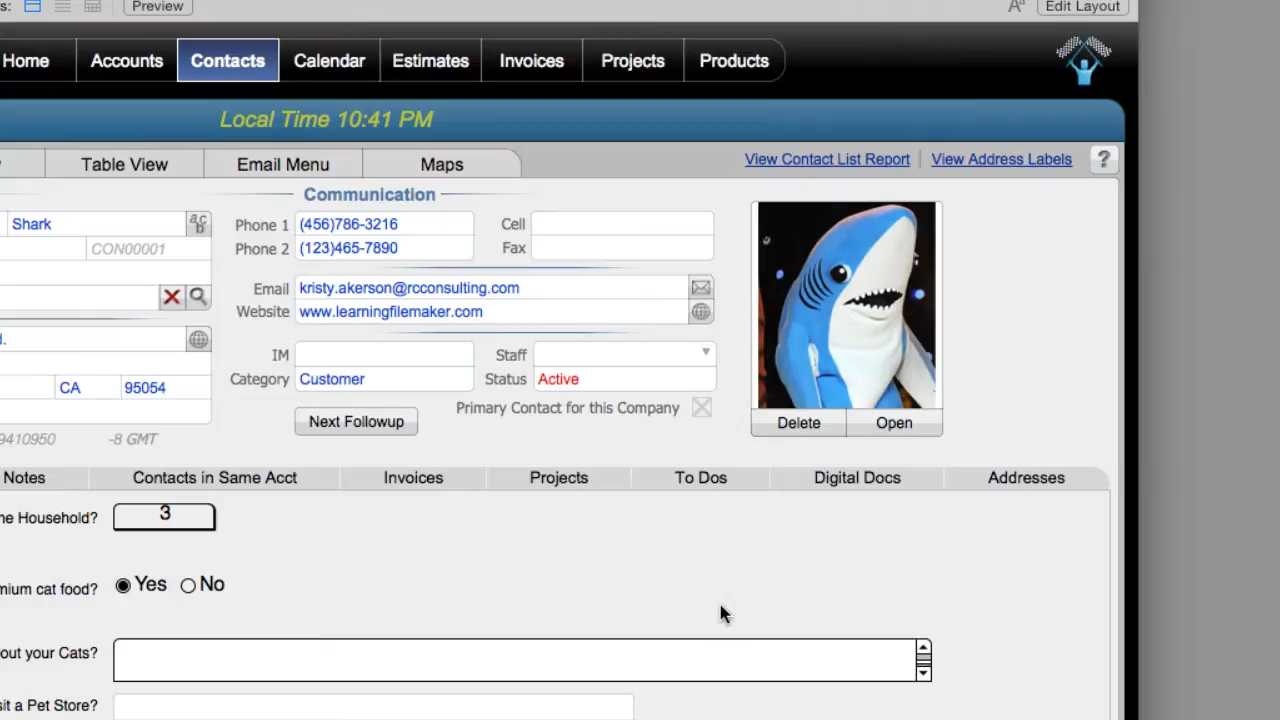 s:
Preview
Aa
Edit Layout
Home
Accounts
Contacts
Calendar
Estimates
Invoices
Projects
Products
Local Time 10:41 PM
Table View
Email Menu
Maps
View Contact List Report
View Address Labels
?
Communication
Shark
CON00001
Phone 1 (456)786-3216
Phone 2 (123)465-7890
Cell
Fax
Email kristy.akerson@rcconsulting.com
Website www.learningfilemaker.com
d.
CA 95054
9410950 -8 GMT
IM
Category Customer
Staff
Status Active
Primary Contact for this Company
Next Followup
Delete
Open
Notes
Contacts in Same Acct
Invoices
Projects
To Dos
Digital Docs
Addresses
me Household? 3
mium cat food? Yes No
out your Cats?
sit a Pet Store?